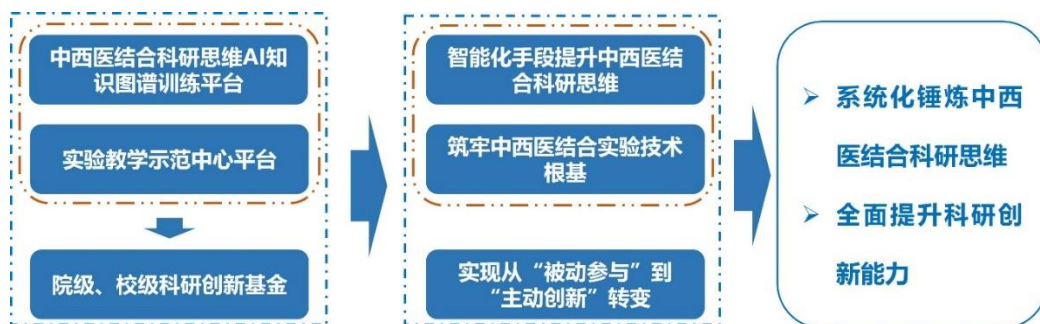 中西医结合科研思维AI知
识图谱训练平台
实验教学示范中心平台
院级、校级科研创新基金
智能化手段提升中西医结
合科研思维
筑牢中西医结合实验技术
根基
实现从“被动参与”到
“主动创新”转变
➢ 系统化锤炼中西
医结合科研思维
➢ 全面提升科研创
新能力